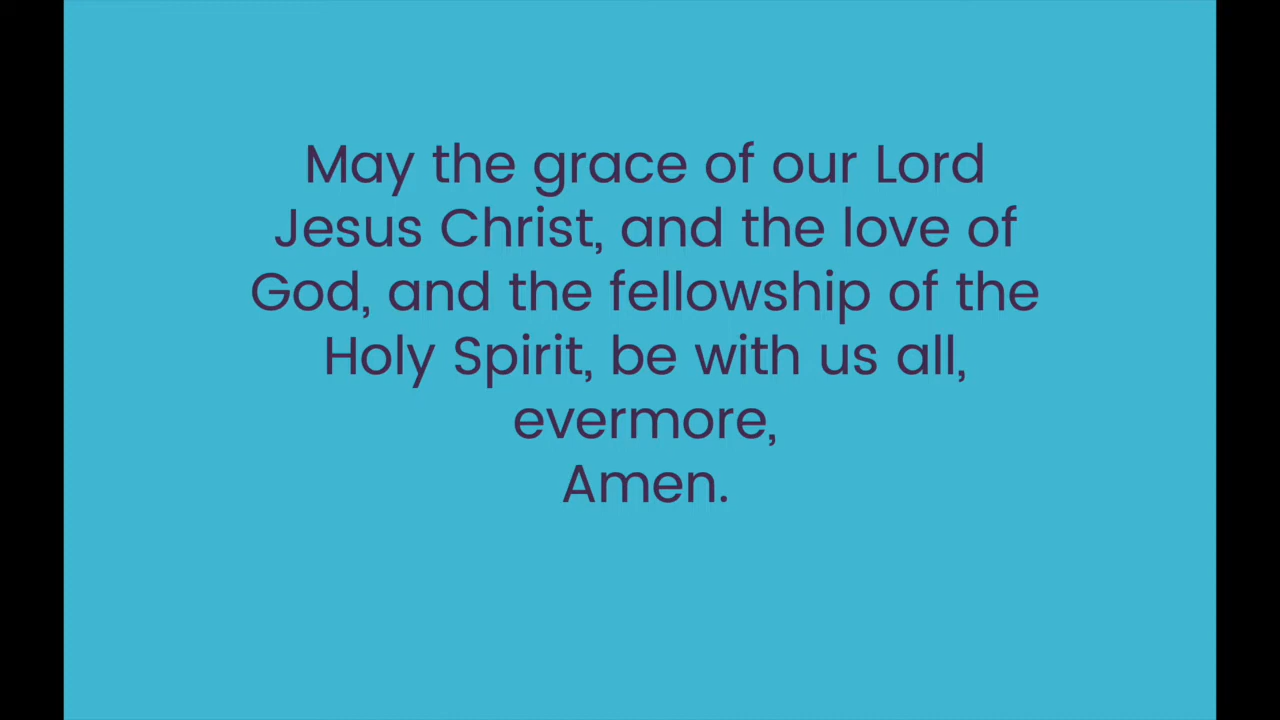 May the grace of our Lord
Jesus Christ, and the love of
God, and the fellowship of the
Holy Spirit, be with us all,
evermore,
Amen.